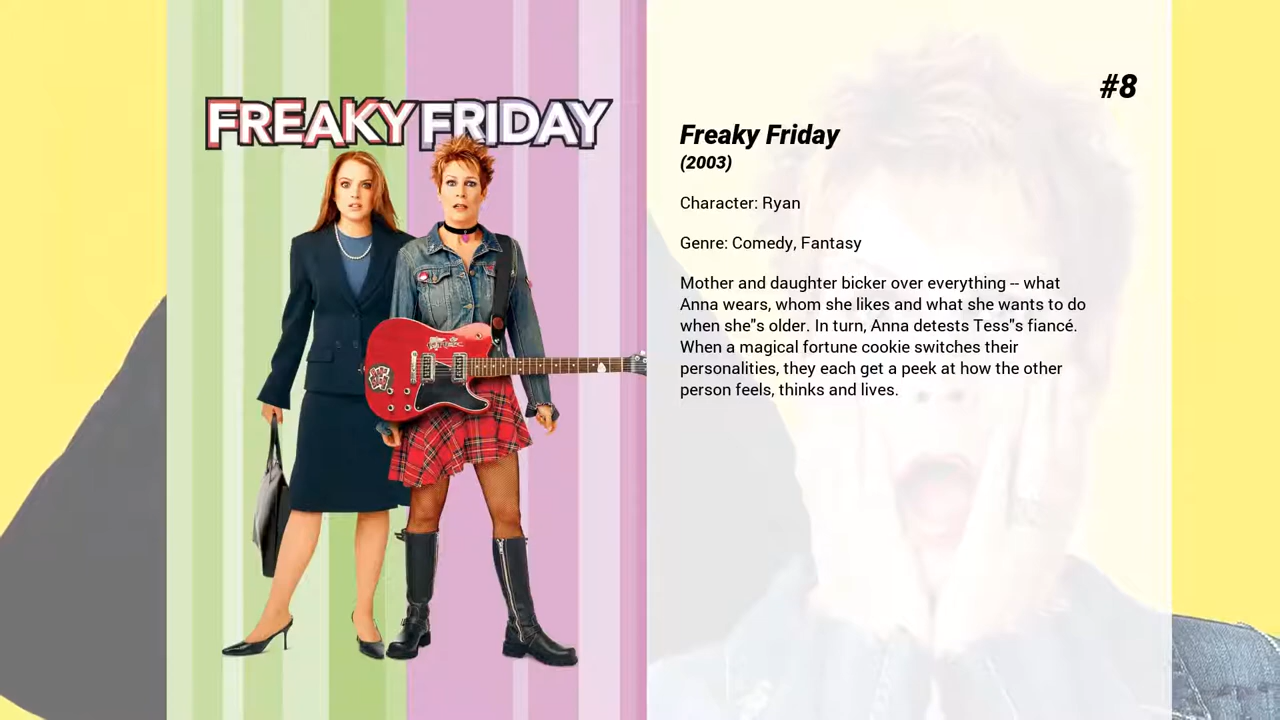 FREAKY FRIDAY
#8
Freaky Friday
(2003)
Character: Ryan
Genre: Comedy, Fantasy
Mother and daughter bicker over everything -- what
Anna wears, whom she likes and what she wants to do
when she"s older. In turn, Anna detests Tess"s fiancé.
When a magical fortune cookie switches their
personalities, they each get a peek at how the other
person feels, thinks and lives.